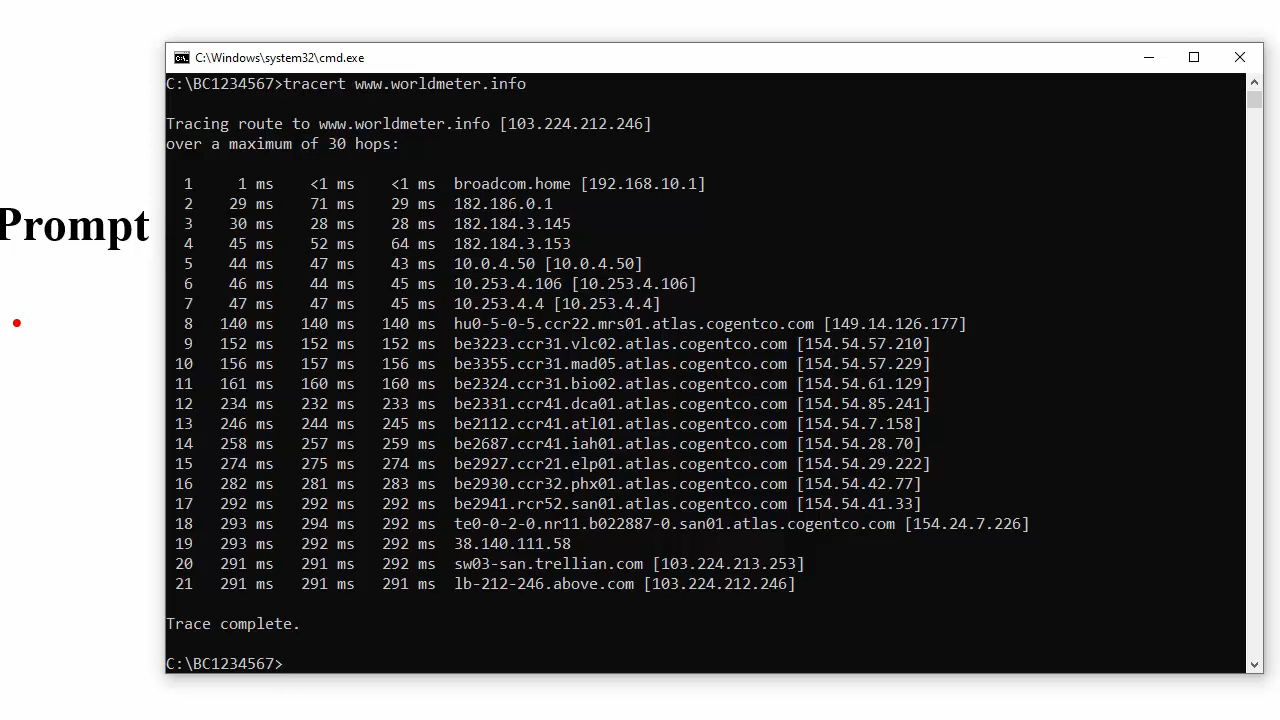 C:\Windows\system32\cmd.exe
C:\BC1234567>tracert www.worldmeter.info
Tracing route to www.worldmeter.info [103.224.212.246]
over a maximum of 30 hops:
1 1 ms <1 ms <1 ms broadcom.home [192.168.10.1]
2 29 ms 71 ms 29 ms 182.186.0.1
3 30 ms 28 ms 28 ms 182.184.3.145
4 45 ms 52 ms 64 ms 182.184.3.153
5 44 ms 47 ms 43 ms 10.0.4.50 [10.0.4.50]
6 46 ms 44 ms 45 ms 10.253.4.106 [10.253.4.106]
7 47 ms 47 ms 45 ms 10.253.4.4 [10.253.4.4]
8 140 ms 140 ms 140 ms hu0-5-0-5.ccr22.mrs01.atlas.cogentco.com [149.14.126.177]
9 152 ms 152 ms 152 ms be3223.ccr31.vlc02.atlas.cogentco.com [154.54.57.210]
10 156 ms 157 ms 156 ms be3355.ccr31.mad05.atlas.cogentco.com [154.54.57.229]
11 161 ms 160 ms 160 ms be2324.ccr31.bio02.atlas.cogentco.com [154.54.61.129]
12 234 ms 232 ms 233 ms be2331.ccr41.dca01.atlas.cogentco.com [154.54.85.241]
13 246 ms 244 ms 245 ms be2112.ccr41.atl01.atlas.cogentco.com [154.54.7.158]
14 258 ms 257 ms 259 ms be2687.ccr41.iah01.atlas.cogentco.com [154.54.28.70]
15 274 ms 275 ms 274 ms be2927.ccr21.elp01.atlas.cogentco.com [154.54.29.222]
16 282 ms 281 ms 283 ms be2930.ccr32.phx01.atlas.cogentco.com [154.54.42.77]
17 292 ms 292 ms 292 ms be2941.rcr52.san01.atlas.cogentco.com [154.54.41.33]
18 293 ms 294 ms 292 ms te0-0-2-0.nr11.b022887-0.san01.atlas.cogentco.com [154.24.7.226]
19 293 ms 292 ms 292 ms 38.140.111.58
20 291 ms 291 ms 292 ms sw03-san.trellian.com [103.224.213.253]
21 291 ms 291 ms 291 ms lb-212-246.above.com [103.224.212.246]
Trace complete.
C:\BC1234567>
Prompt